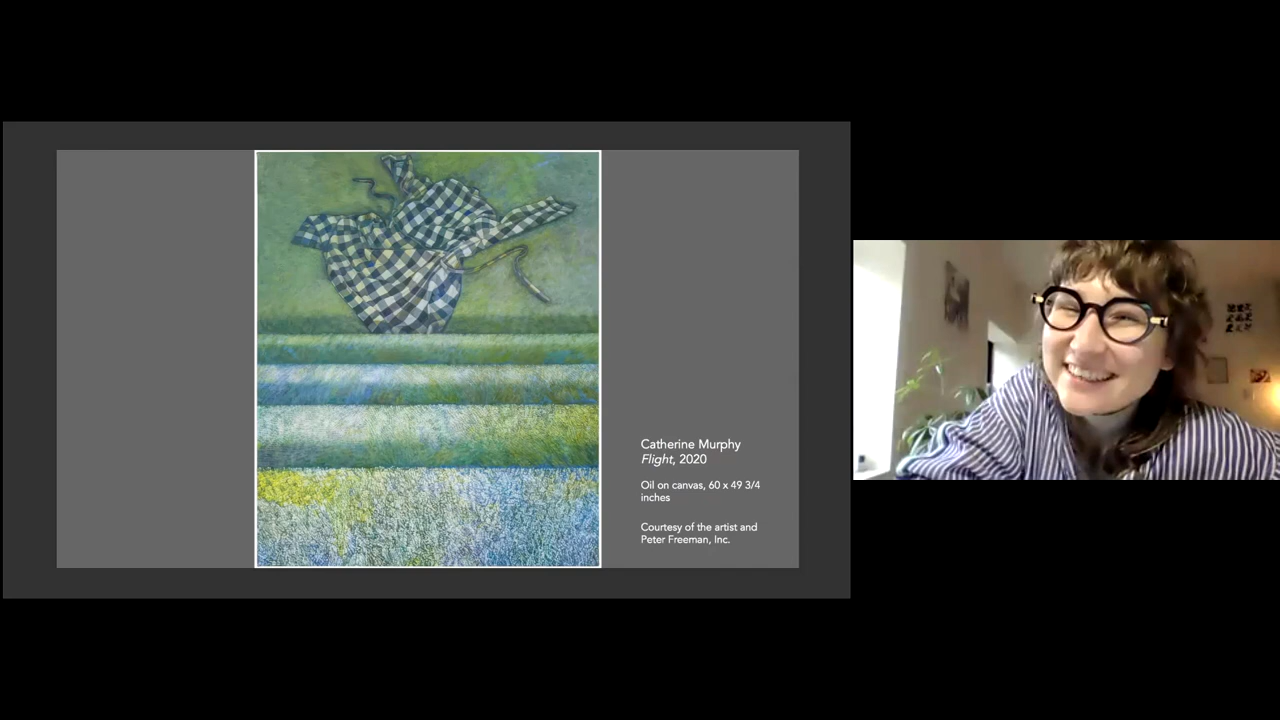 Catherine Murphy
Flight, 2020
Oil on canvas, 60 x 49 3/4
inches
Courtesy of the artist and
Peter Freeman, Inc.